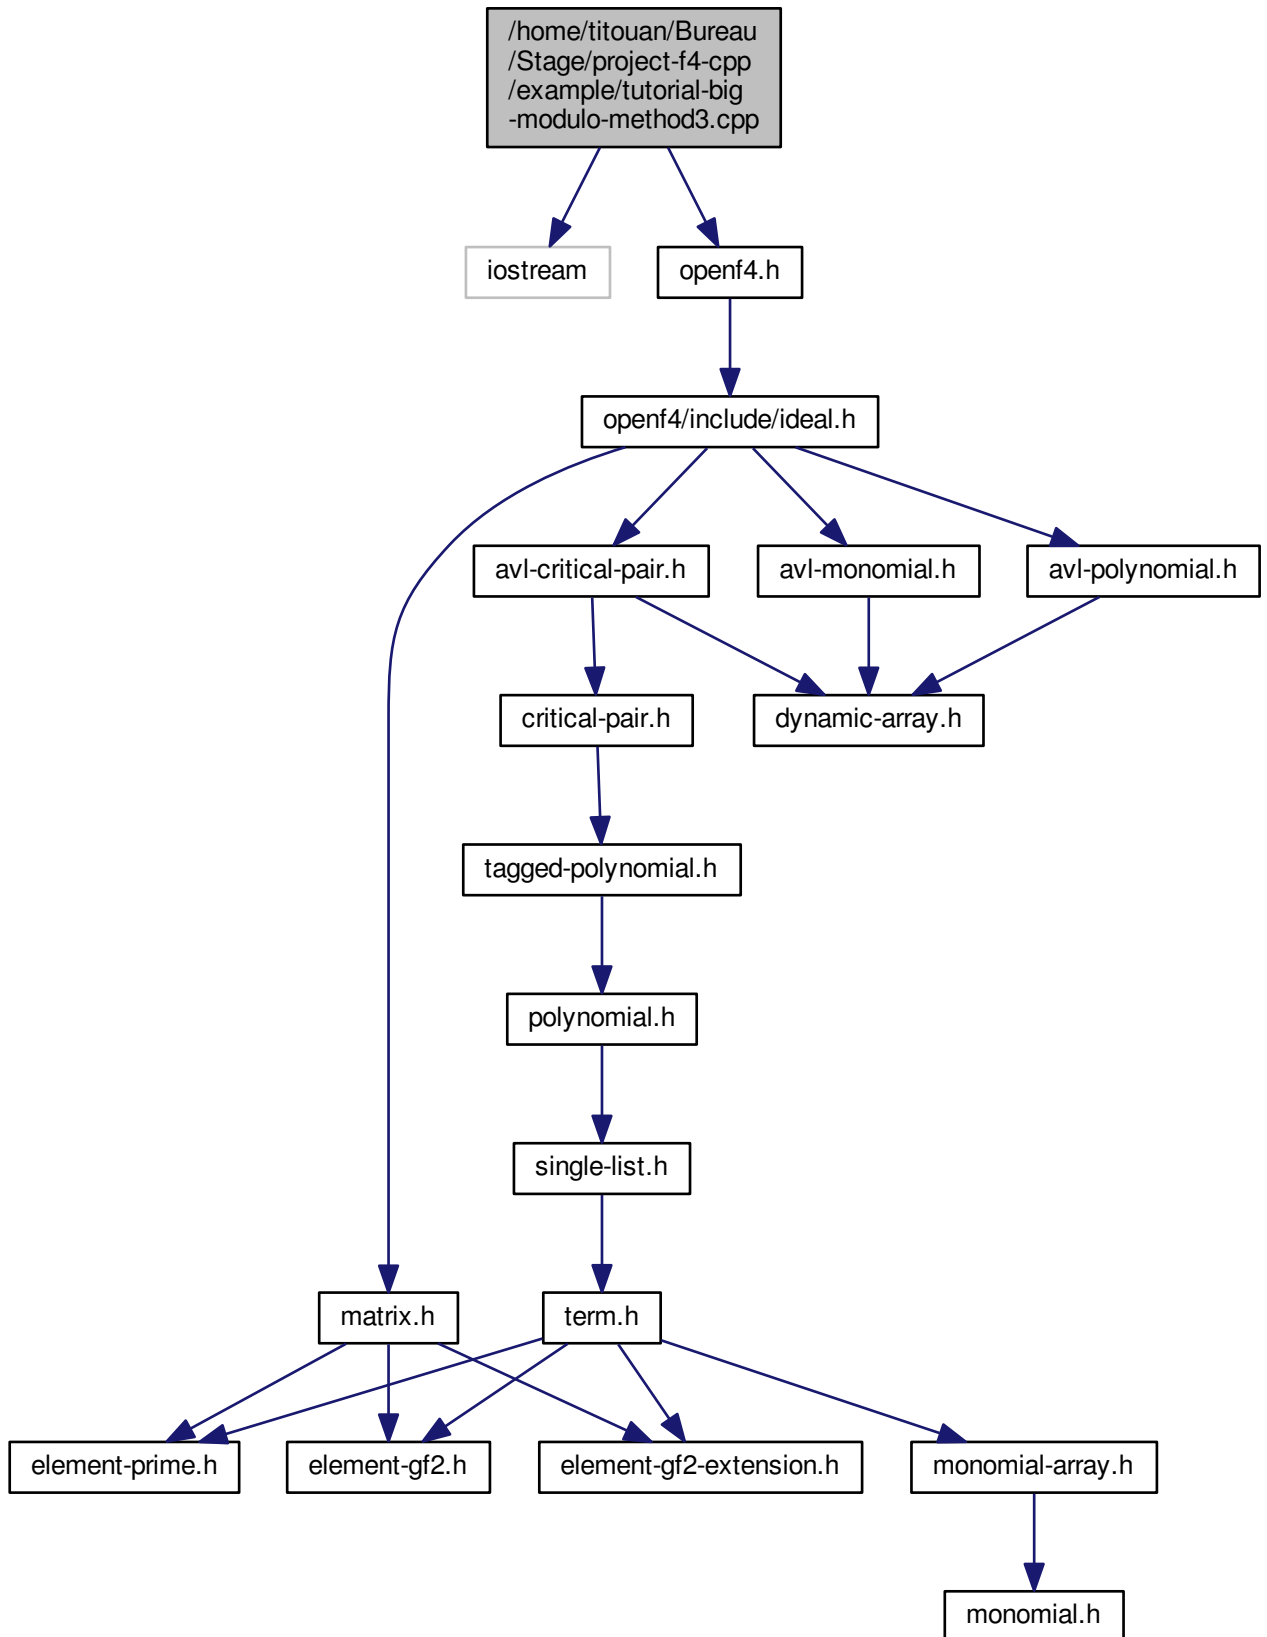 /home/titouan/Bureau
/Stage/project-f4-cpp
/example/tutorial-big
-modulo-method3.cpp
iostream
openf4.h
openf4/include/ideal.h
avl-critical-pair.h
avl-monomial.h
avl-polynomial.h
critical-pair.h
dynamic-array.h
tagged-polynomial.h
polynomial.h
single-list.h
matrix.h
term.h
element-prime.h
element-gf2.h
element-gf2-extension.h
monomial-array.h
monomial.h